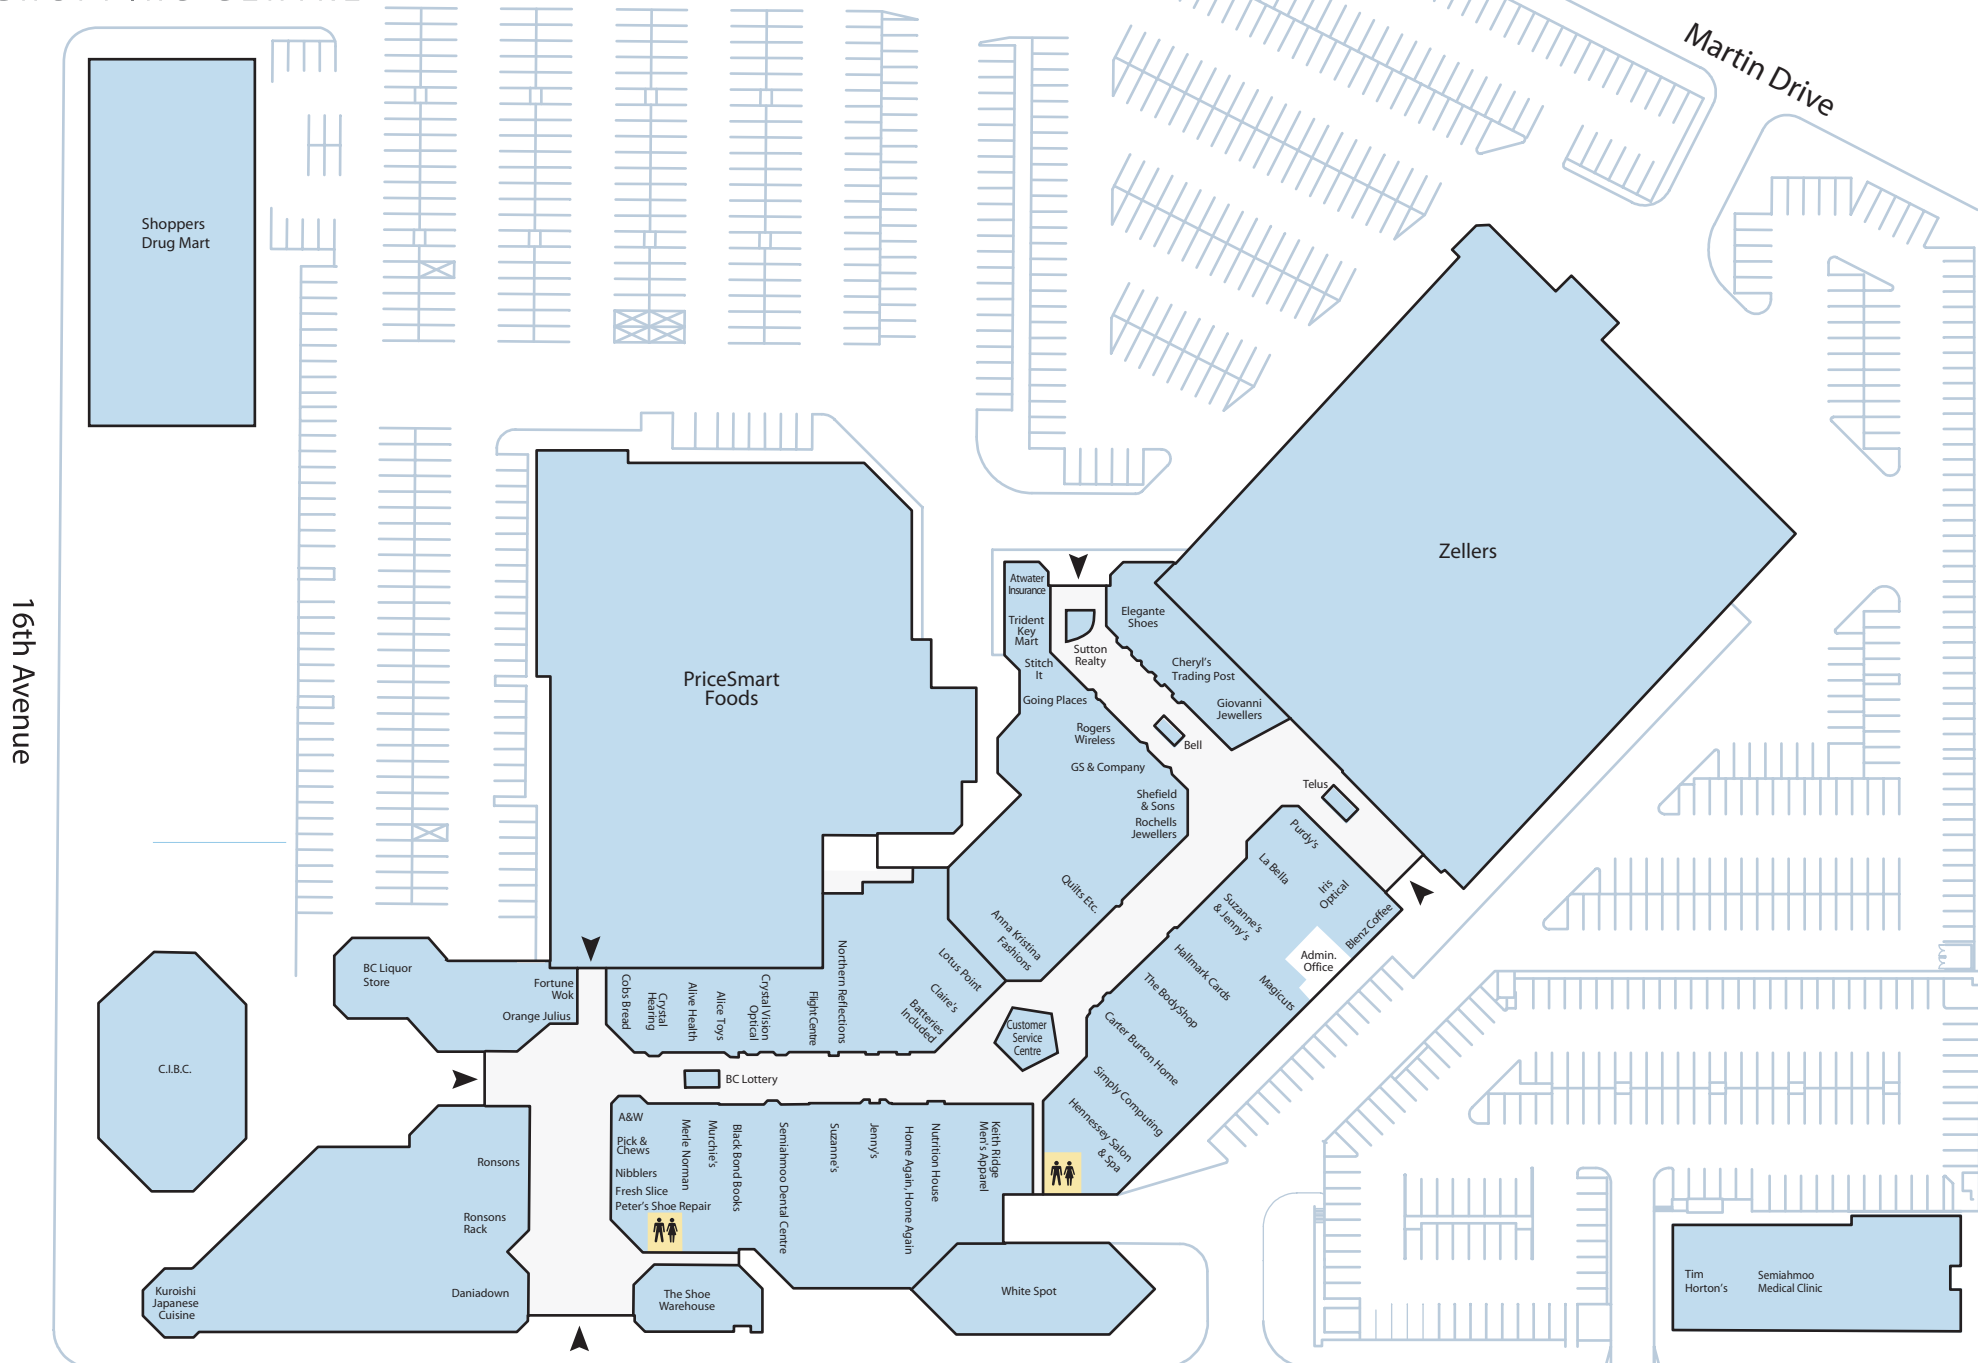 Martin Drive
16th Avenue
Shoppers
Drug Mart
Zellers
PriceSmart
Foods
Atwater
Insurance
Trident
Key
Mart
Stitch
It
Going Places
Rogers
Wireless
GS & Company
Shefield
& Sons
Rochells
Jewellers
Quilts Etc.
Anna Kristina
Fashions
Sutton
Realty
Elegante
Shoes
Cheryl's
Trading Post
Giovanni
Jewellers
Bell
Telus
Purdy's
La Bella
Iris
Optical
Blenz Coffee
Suzanne's
& Jenny's
Admin.
Office
Hallmark Cards
Magicuts
The BodyShop
Carter Burton Home
Simply Computing
Hennessey Salon
& Spa
Customer
Service
Centre
BC Liquor
Store
Fortune
Wok
Orange Julius
Cobs Bread
Crystal
Hearing
Alive Health
Alice Toys
Crystal Vision
Optical
Flight Centre
Northern Reflections
Lotus Point
Claire's
Batteries
Included
BC Lottery
C.I.B.C.
A&W
Pick &
Chews
Nibblers
Fresh Slice
Peter's Shoe Repair
Merle Norman
Murchie's
Black Bond Books
Semiahmoo Dental Centre
Suzanne's
Jenny's
Home Again, Home Again
Nutrition House
Keith Ridge
Men's Apparel
Ronsons
Ronsons
Rack
Daniadown
Kuroishi
Japanese
Cuisine
The Shoe
Warehouse
White Spot
Tim
Horton's
Semiahmoo
Medical Clinic